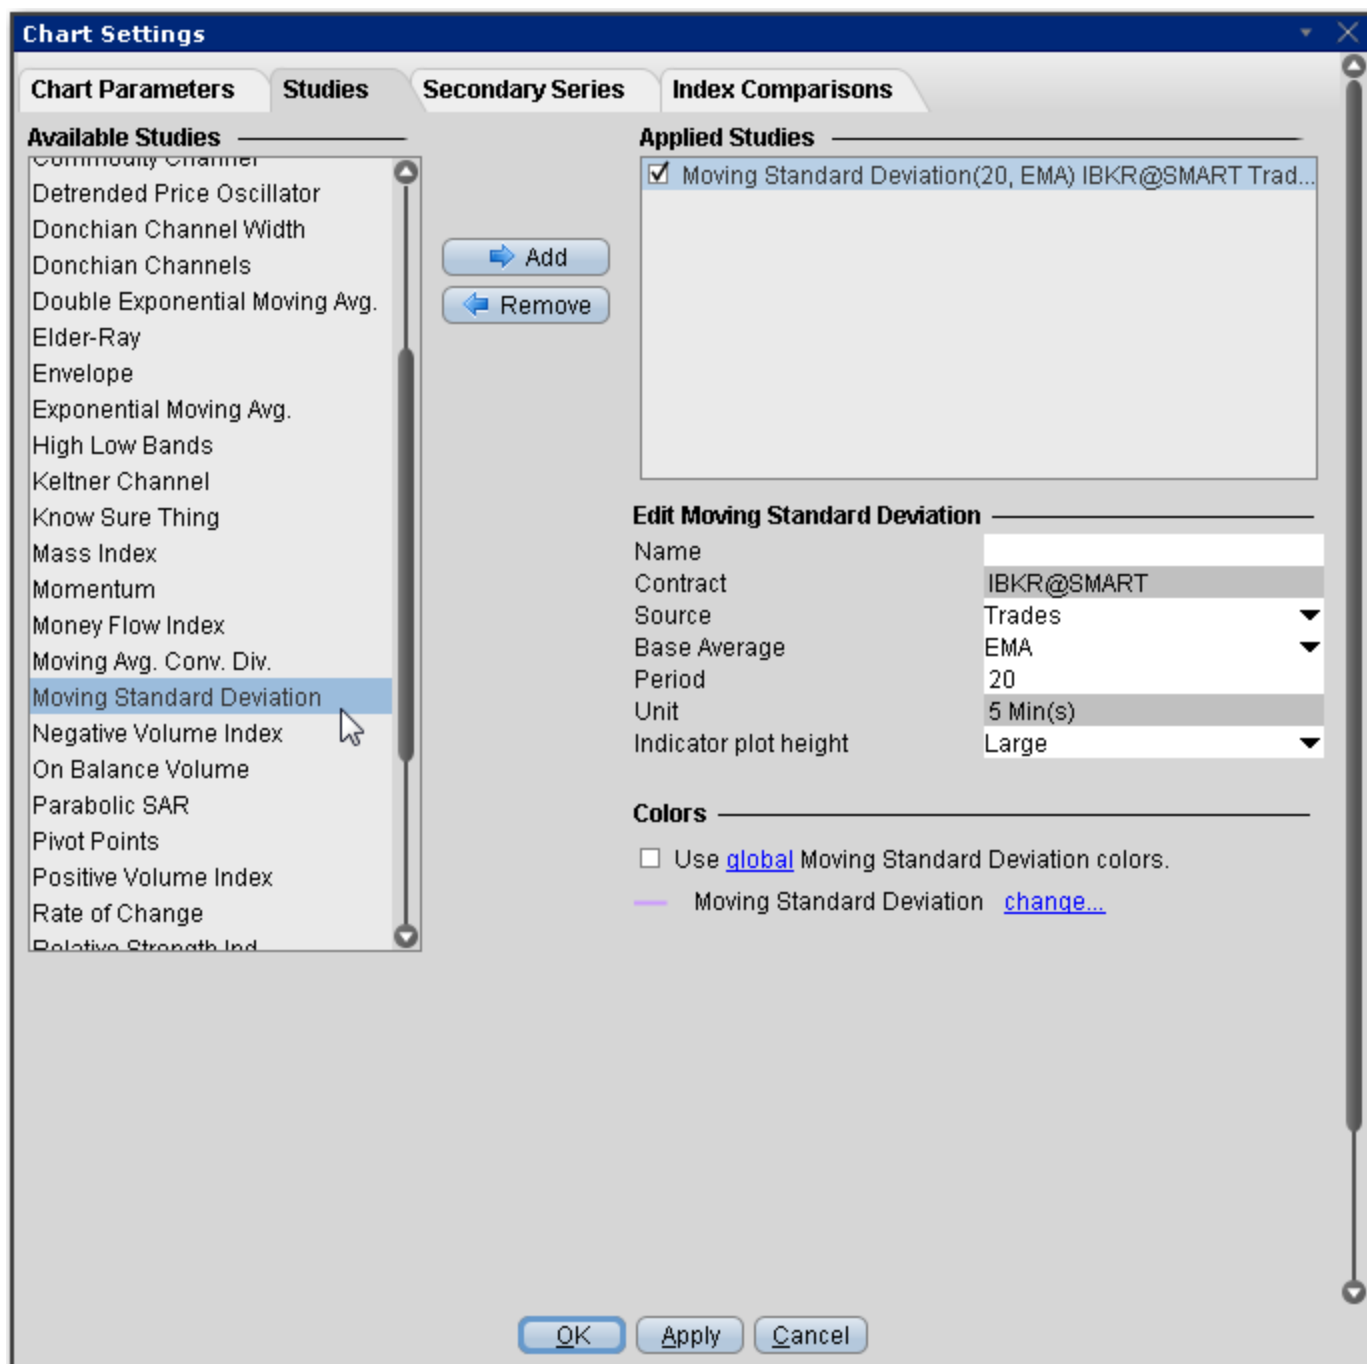 Chart Settings
Chart Parameters
Studies
Secondary Series
Index Comparisons
Available Studies
Commodity Channel
Detrended Price Oscillator
Donchian Channel Width
Donchian Channels
Double Exponential Moving Avg.
Elder-Ray
Envelope
Exponential Moving Avg.
High Low Bands
Keltner Channel
Know Sure Thing
Mass Index
Momentum
Money Flow Index
Moving Avg. Conv. Div.
Moving Standard Deviation
Negative Volume Index
On Balance Volume
Parabolic SAR
Pivot Points
Positive Volume Index
Rate of Change
Relative Strength Ind
Add
Remove
Applied Studies
Moving Standard Deviation(20, EMA) IBKR@SMART Trad...
Edit Moving Standard Deviation
Name
Contract IBKR@SMART
Source Trades
Base Average EMA
Period 20
Unit 5 Min(s)
Indicator plot height Large
Colors
Use global Moving Standard Deviation colors.
Moving Standard Deviation change...
OK
Apply
Cancel